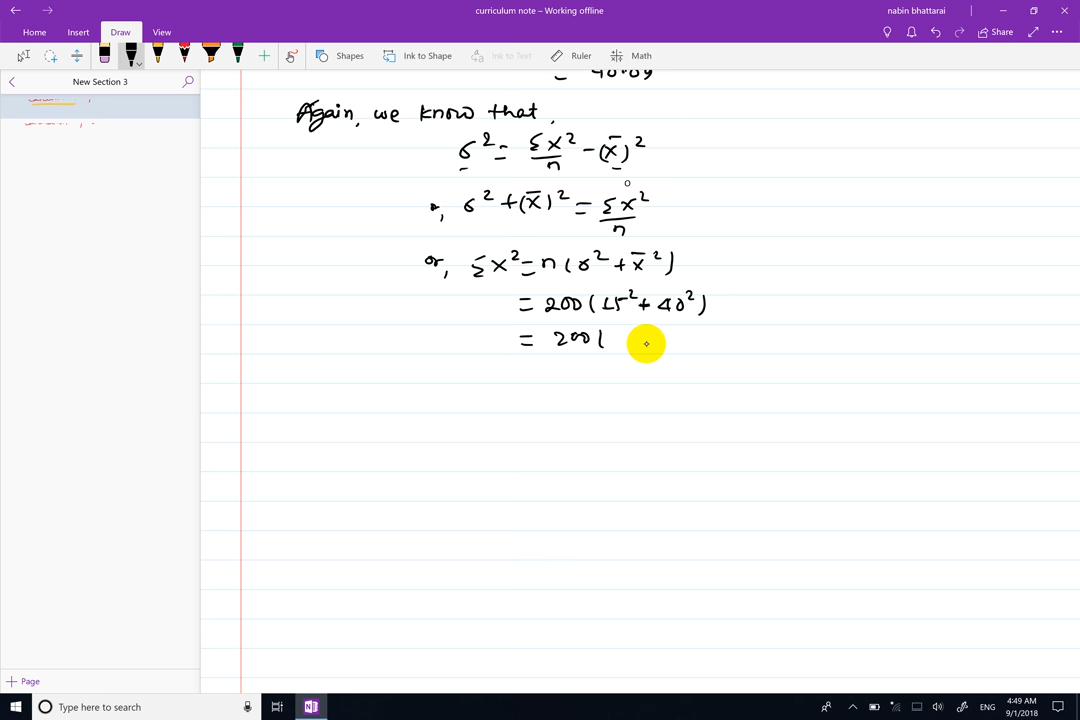 curriculum note – Working offline
nabin bhattarai
Home Insert Draw View
Share
Shapes Ink to Shape Ink to Text Ruler Math
New Section 3
Again, we know that,
σ² = Σx²/n − (x̄)²
or, σ² + (x̄)² = Σx²/n
or, Σx² = n(σ² + x̄²)
= 200(15² + 40²)
= 200(
Page
Type here to search
ENG
4:49 AM
9/1/2018